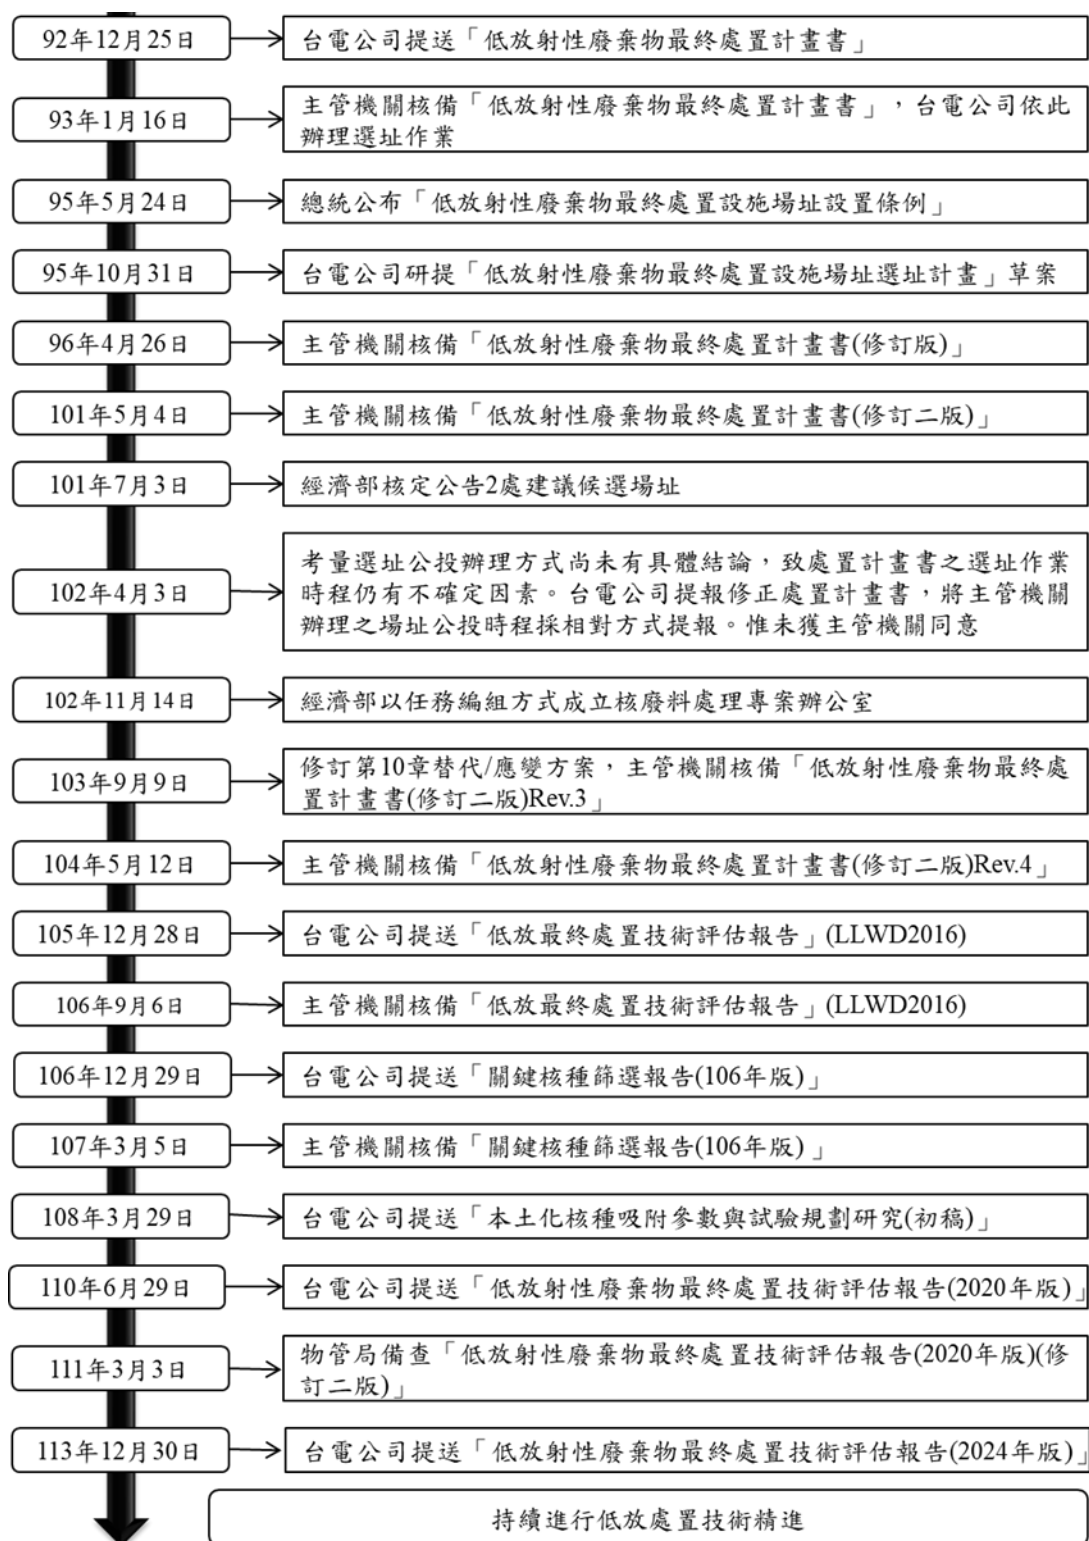 92年12月25日
台電公司提送「低放射性廢棄物最終處置計畫書」
93年1月16日
主管機關核備「低放射性廢棄物最終處置計畫書」，台電公司依此
辦理選址作業
95年5月24日
總統公布「低放射性廢棄物最終處置設施場址設置條例」
95年10月31日
台電公司研提「低放射性廢棄物最終處置設施場址選址計畫」草案
96年4月26日
主管機關核備「低放射性廢棄物最終處置計畫書(修訂版)」
101年5月4日
主管機關核備「低放射性廢棄物最終處置計畫書(修訂二版)」
101年7月3日
經濟部核定公告2處建議候選場址
102年4月3日
考量選址公投辦理方式尚未有具體結論，致處置計畫書之選址作業
時程仍有不確定因素。台電公司提報修正處置計畫書，將主管機關
辦理之場址公投時程採相對方式提報。惟未獲主管機關同意
102年11月14日
經濟部以任務編組方式成立核廢料處理專案辦公室
103年9月9日
修訂第10章替代/應變方案，主管機關核備「低放射性廢棄物最終處
置計畫書(修訂二版)Rev.3」
104年5月12日
主管機關核備「低放射性廢棄物最終處置計畫書(修訂二版)Rev.4」
105年12月28日
台電公司提送「低放最終處置技術評估報告」(LLWD2016)
106年9月6日
主管機關核備「低放最終處置技術評估報告」(LLWD2016)
106年12月29日
台電公司提送「關鍵核種篩選報告(106年版)」
107年3月5日
主管機關核備「關鍵核種篩選報告(106年版) 」
108年3月29日
台電公司提送「本土化核種吸附參數與試驗規劃研究(初稿)」
110年6月29日
台電公司提送「低放射性廢棄物最終處置技術評估報告(2020年版)」
111年3月3日
物管局備查「低放射性廢棄物最終處置技術評估報告(2020年版)(修
訂二版)」
113年12月30日
台電公司提送「低放射性廢棄物最終處置技術評估報告(2024年版)」
持續進行低放處置技術精進